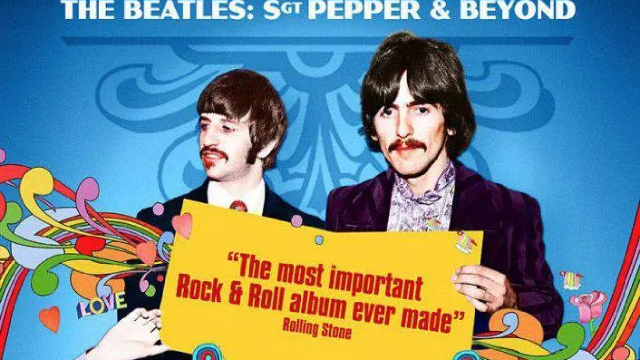 THE BEATLES: SGT PEPPER & BEYOND
LOVE
“The most important
Rock & Roll album ever made”
Rolling Stone